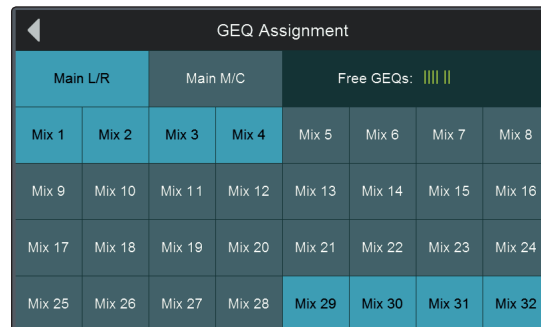 GEQ Assignment
Main L/R Main M/C Free GEQs:
Mix 1 Mix 2 Mix 3 Mix 4 Mix 5 Mix 6 Mix 7 Mix 8
Mix 9 Mix 10 Mix 11 Mix 12 Mix 13 Mix 14 Mix 15 Mix 16
Mix 17 Mix 18 Mix 19 Mix 20 Mix 21 Mix 22 Mix 23 Mix 24
Mix 25 Mix 26 Mix 27 Mix 28 Mix 29 Mix 30 Mix 31 Mix 32